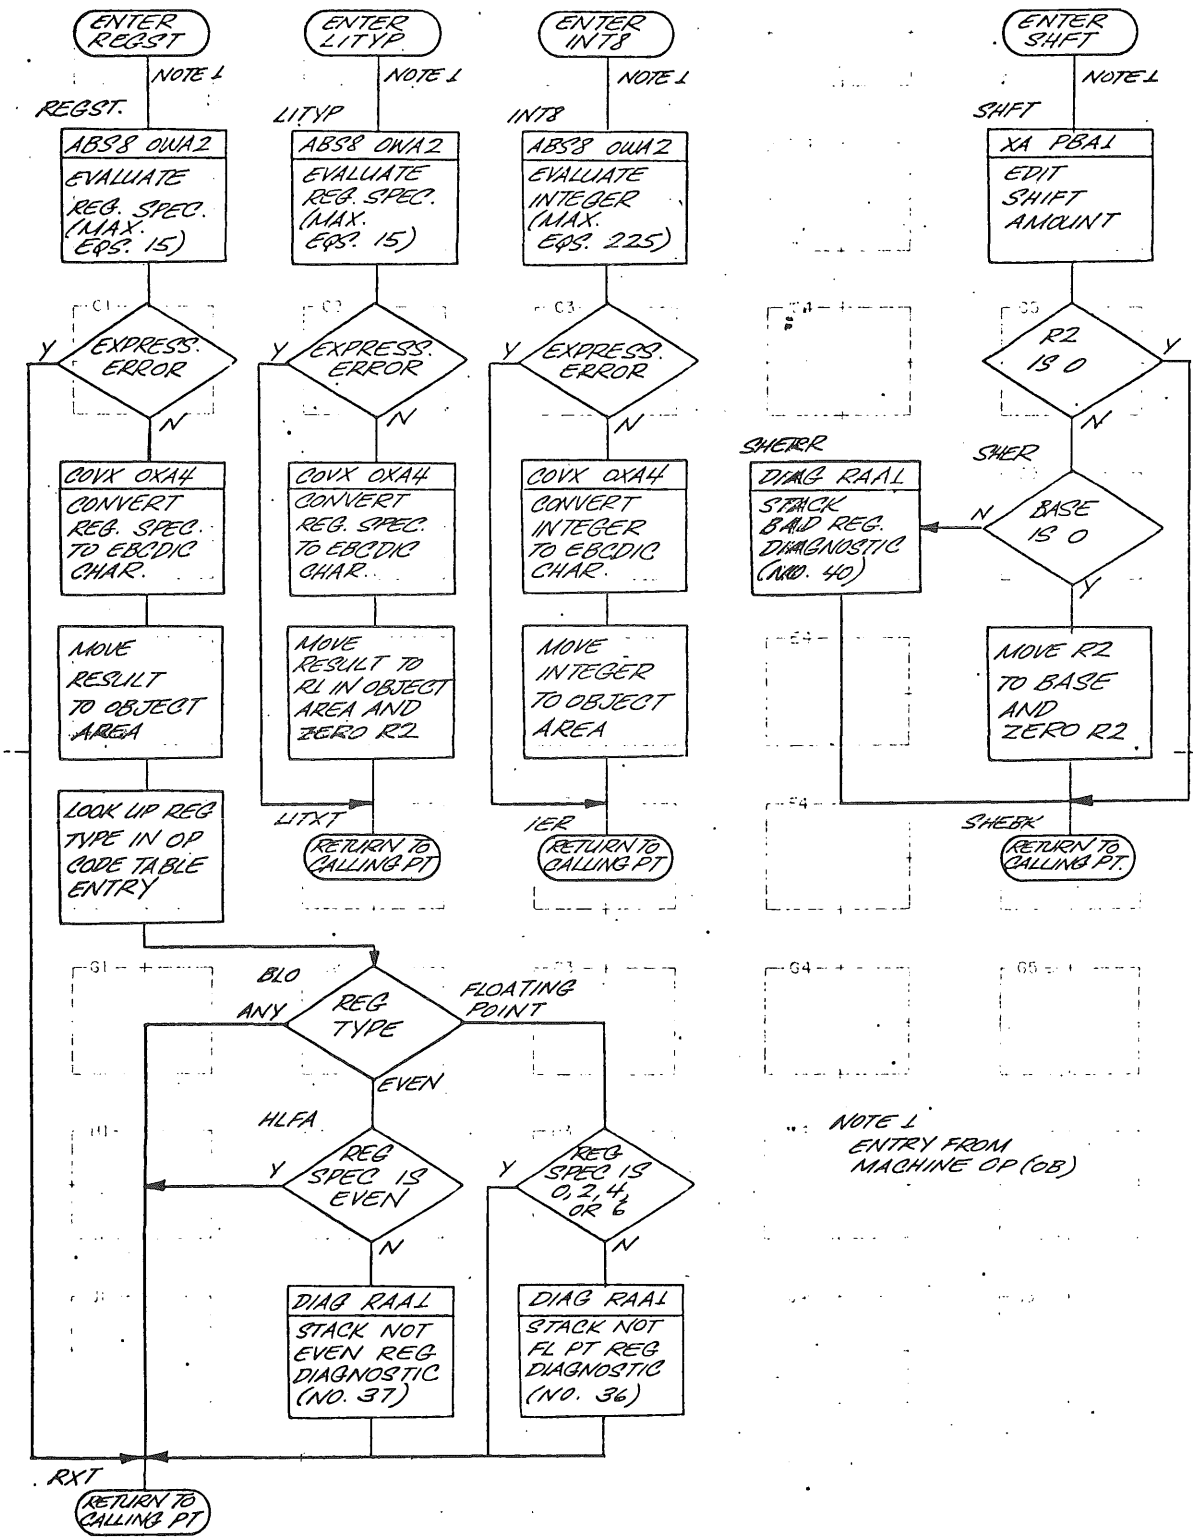 ENTER
REGST
NOTE 1
REGST.
ABS8 OWA2
EVALUATE
REG. SPEC.
(MAX.
EQS. 15)
C1
EXPRESS.
ERROR
Y
N
COVX OXA4
CONVERT
REG. SPEC.
TO EBCDIC
CHAR.
MOVE
RESULT
TO OBJECT
AREA
LOOK UP REG
TYPE IN OP
CODE TABLE
ENTRY
ENTER
LITYP
NOTE 1
LITYP
ABS8 OWA2
EVALUATE
REG. SPEC.
(MAX.
EQS. 15)
C2
Y
EXPRESS.
ERROR
N
COVX OXA4
CONVERT
REG. SPEC.
TO EBCDIC
CHAR.
MOVE
RESULT TO
R1 IN OBJECT
AREA AND
ZERO R2
LITXT
RETURN TO
CALLING PT
ENTER
INT8
NOTE 1
INT8
ABS8 OWA2
EVALUATE
INTEGER
(MAX.
EQS. 225)
C3
Y
EXPRESS.
ERROR
N
COVX OXA4
CONVERT
INTEGER
TO EBCDIC
CHAR.
MOVE
INTEGER
TO OBJECT
AREA
IER
RETURN TO
CALLING PT
ENTER
SHFT
NOTE 1
SHFT
XA PBA1
EDIT
SHIFT
AMOUNT
R2
IS 0
Y
N
SHER
BASE
IS 0
N
Y
SHERR
DIAG RAA1
STACK
BAD REG.
DIAGNOSTIC
(NO. 40)
E4
MOVE R2
TO BASE
AND
ZERO R2
F4
SHEBK
RETURN TO
CALLING PT.
G1
BLO
REG
TYPE
ANY
FLOATING
POINT
EVEN
G4
G5
HLFA
REG
SPEC IS
EVEN
Y
N
REG
SPEC IS
0, 2, 4,
OR 6
Y
N
DIAG RAA1
STACK NOT
EVEN REG
DIAGNOSTIC
(NO. 37)
DIAG RAA1
STACK NOT
FL PT REG
DIAGNOSTIC
(NO. 36)
NOTE 1
ENTRY FROM
MACHINE OP (OB)
RXT
RETURN TO
CALLING PT